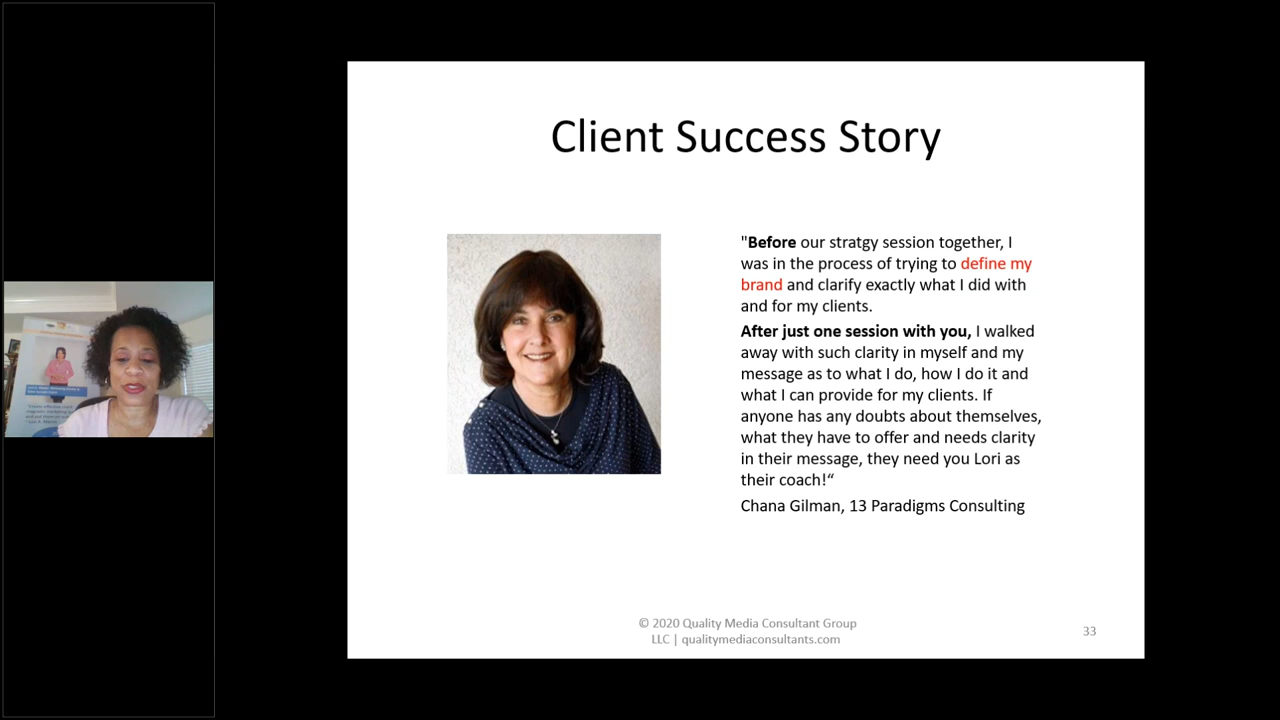 Client Success Story
"Before our stratgy session together, I
was in the process of trying to define my
brand and clarify exactly what I did with
and for my clients.
After just one session with you, I walked
away with such clarity in myself and my
message as to what I do, how I do it and
what I can provide for my clients. If
anyone has any doubts about themselves,
what they have to offer and needs clarity
in their message, they need you Lori as
their coach!“
Chana Gilman, 13 Paradigms Consulting
© 2020 Quality Media Consultant Group
LLC | qualitymediaconsultants.com
33